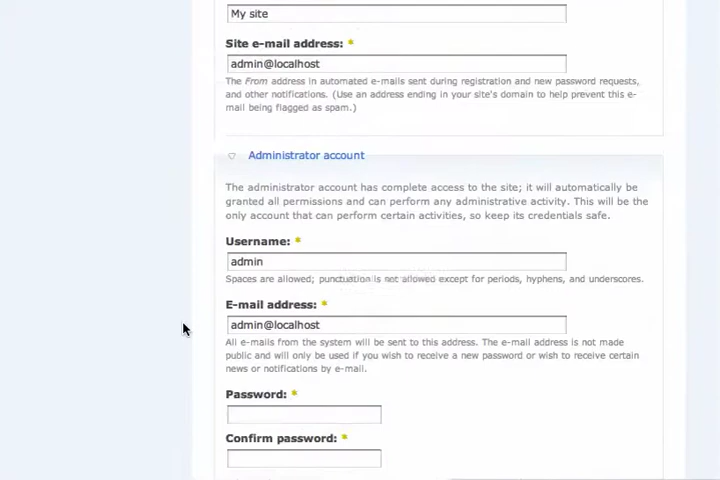 My site
Site e-mail address: *
admin@localhost
The From address in automated e-mails sent during registration and new password requests,
and other notifications. (Use an address ending in your site's domain to help prevent this e-
mail being flagged as spam.)
Administrator account
The administrator account has complete access to the site; it will automatically be
granted all permissions and can perform any administrative activity. This will be the
only account that can perform certain activities, so keep its credentials safe.
Username: *
admin
Spaces are allowed; punctuation is not allowed except for periods, hyphens, and underscores.
E-mail address: *
admin@localhost
All e-mails from the system will be sent to this address. The e-mail address is not made
public and will only be used if you wish to receive a new password or wish to receive certain
news or notifications by e-mail.
Password: *
Confirm password: *